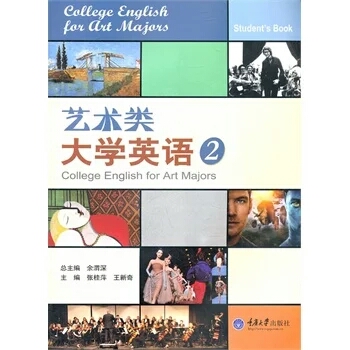 College English
for Art Majors
Student's Book
艺术类
大学英语 2
College English for Art Majors
总主编 余渭深
主 编 张桂萍 王新奇
重庆大学出版社